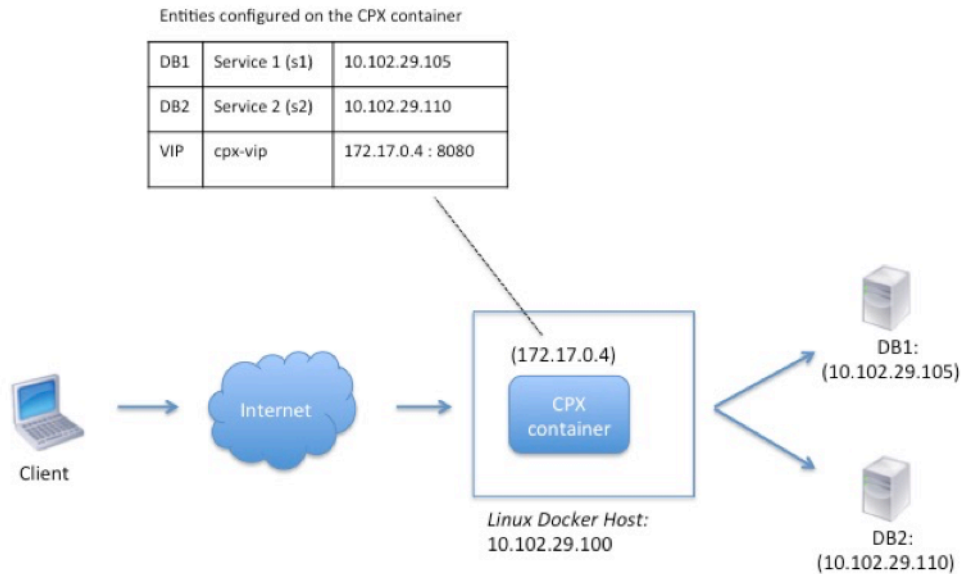 Entities configured on the CPX container
DB1 Service 1 (s1) 10.102.29.105
DB2 Service 2 (s2) 10.102.29.110
VIP cpx-vip 172.17.0.4 : 8080
(172.17.0.4)
CPX
container
Internet
Client
Linux Docker Host:
10.102.29.100
DB1:
(10.102.29.105)
DB2:
(10.102.29.110)